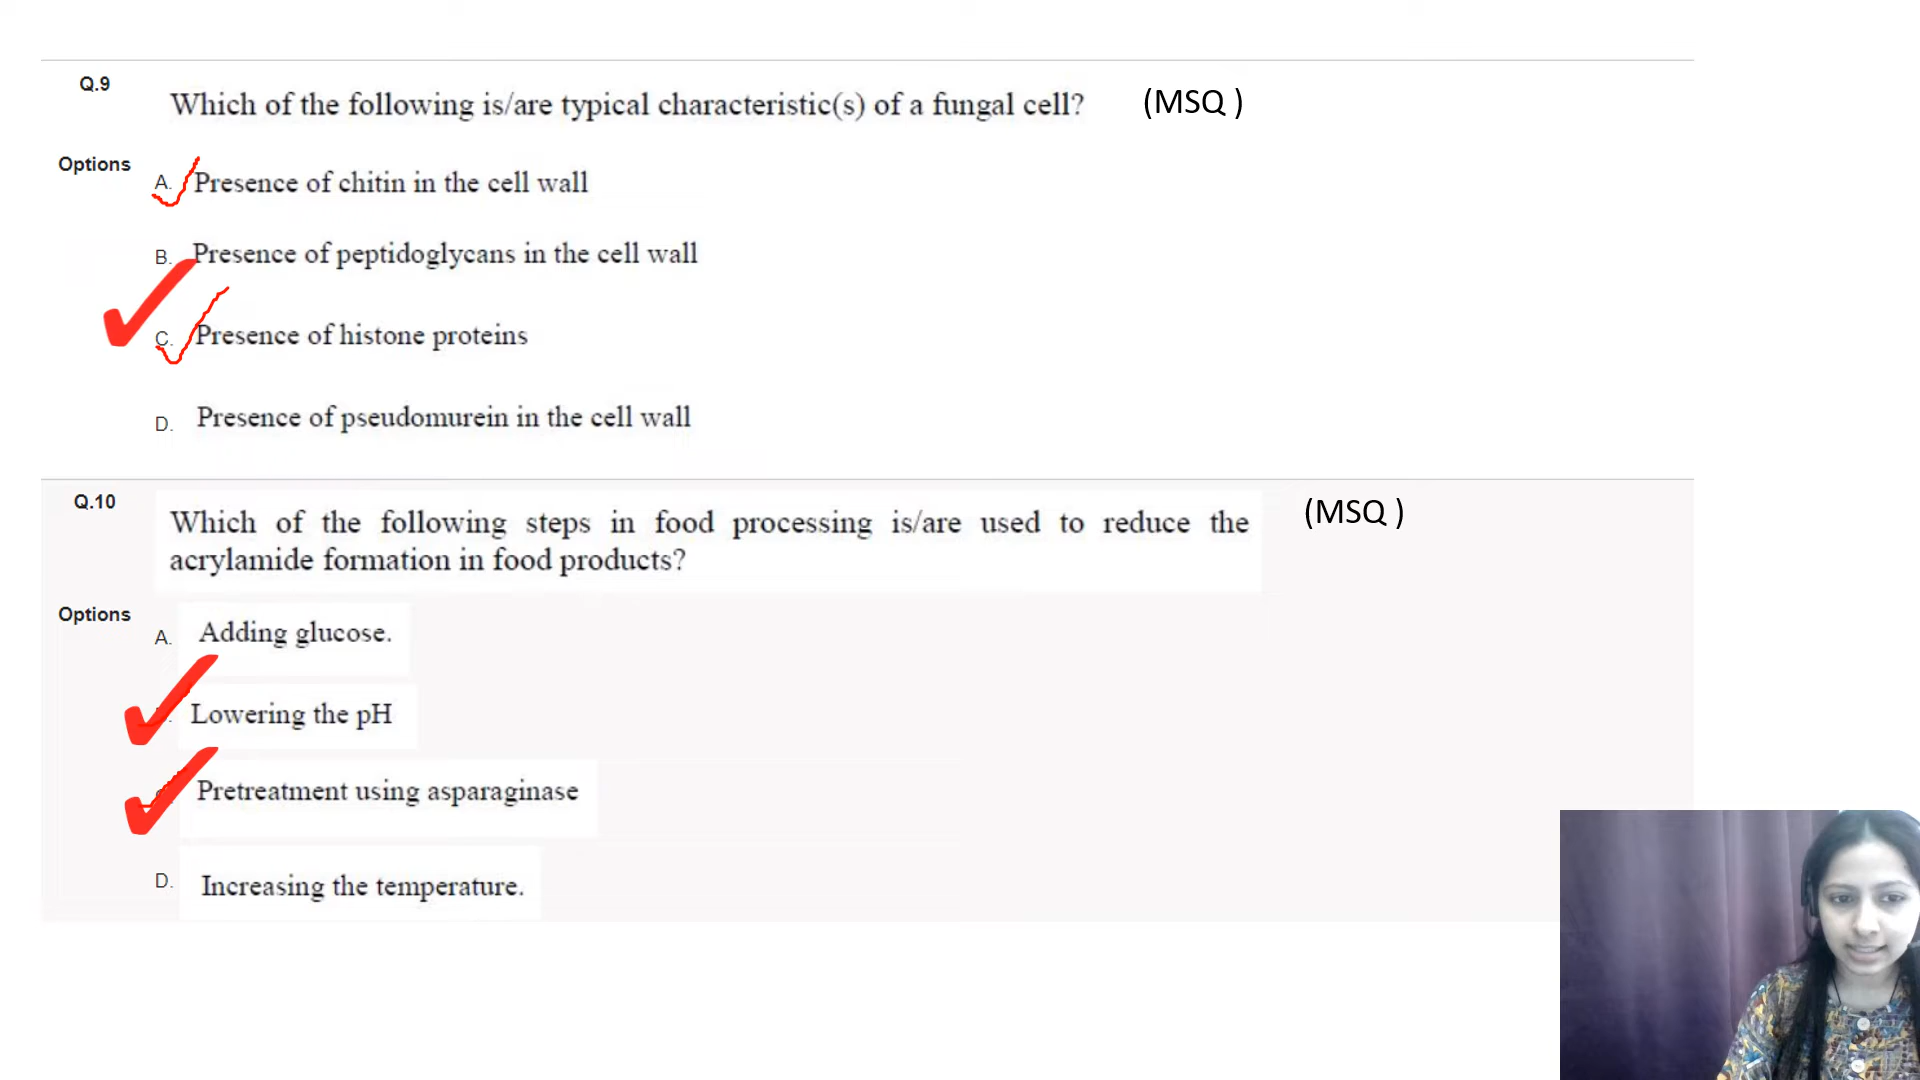 Q.9
Which of the following is/are typical characteristic(s) of a fungal cell? (MSQ )
Options
A. Presence of chitin in the cell wall
B. Presence of peptidoglycans in the cell wall
C. Presence of histone proteins
D. Presence of pseudomurein in the cell wall
Q.10
Which of the following steps in food processing is/are used to reduce the (MSQ )
acrylamide formation in food products?
Options
A. Adding glucose.
Lowering the pH
Pretreatment using asparaginase
D. Increasing the temperature.